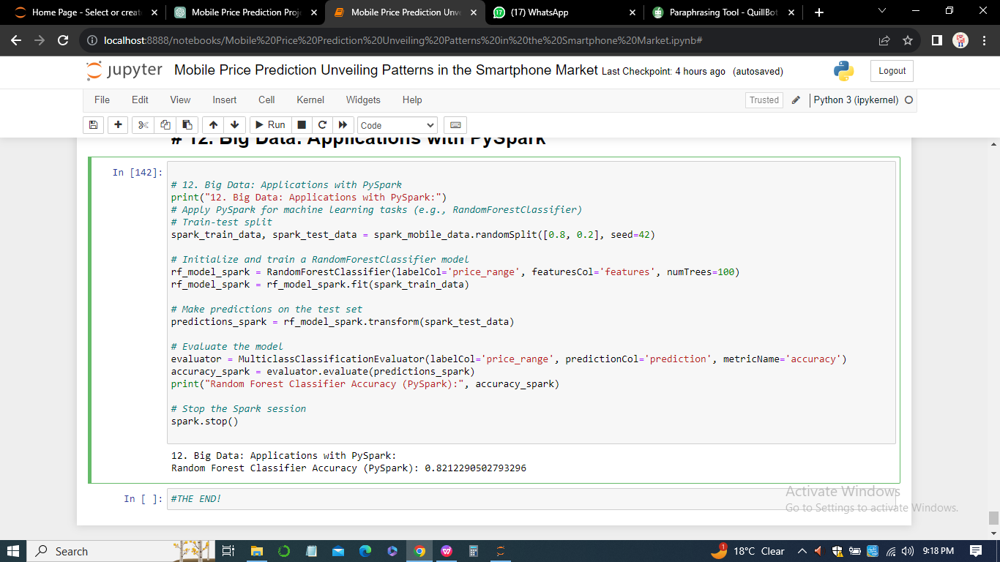 Home Page - Select or creat
Mobile Price Prediction Proje
Mobile Price Prediction Unve
(17) WhatsApp
Paraphrasing Tool - QuillBot
localhost:8888/notebooks/Mobile%20Price%20Prediction%20Unveiling%20Patterns%20in%20the%20Smartphone%20Market.ipynb#
jupyter Mobile Price Prediction Unveiling Patterns in the Smartphone Market Last Checkpoint: 4 hours ago (autosaved)
Logout
File Edit View Insert Cell Kernel Widgets Help
Trusted Python 3 (ipykernel)
Run Code
# 12. Big Data: Applications with PySpark
In [142]:
# 12. Big Data: Applications with PySpark
print("12. Big Data: Applications with PySpark:")
# Apply PySpark for machine learning tasks (e.g., RandomForestClassifier)
# Train-test split
spark_train_data, spark_test_data = spark_mobile_data.randomSplit([0.8, 0.2], seed=42)
# Initialize and train a RandomForestClassifier model
rf_model_spark = RandomForestClassifier(labelCol='price_range', featuresCol='features', numTrees=100)
rf_model_spark = rf_model_spark.fit(spark_train_data)
# Make predictions on the test set
predictions_spark = rf_model_spark.transform(spark_test_data)
# Evaluate the model
evaluator = MulticlassClassificationEvaluator(labelCol='price_range', predictionCol='prediction', metricName='accuracy')
accuracy_spark = evaluator.evaluate(predictions_spark)
print("Random Forest Classifier Accuracy (PySpark):", accuracy_spark)
# Stop the Spark session
spark.stop()
12. Big Data: Applications with PySpark:
Random Forest Classifier Accuracy (PySpark): 0.8212290502793296
In [ ]: #THE END!
Activate Windows
Go to Settings to activate Windows.
Search
1
18°C Clear
9:18 PM